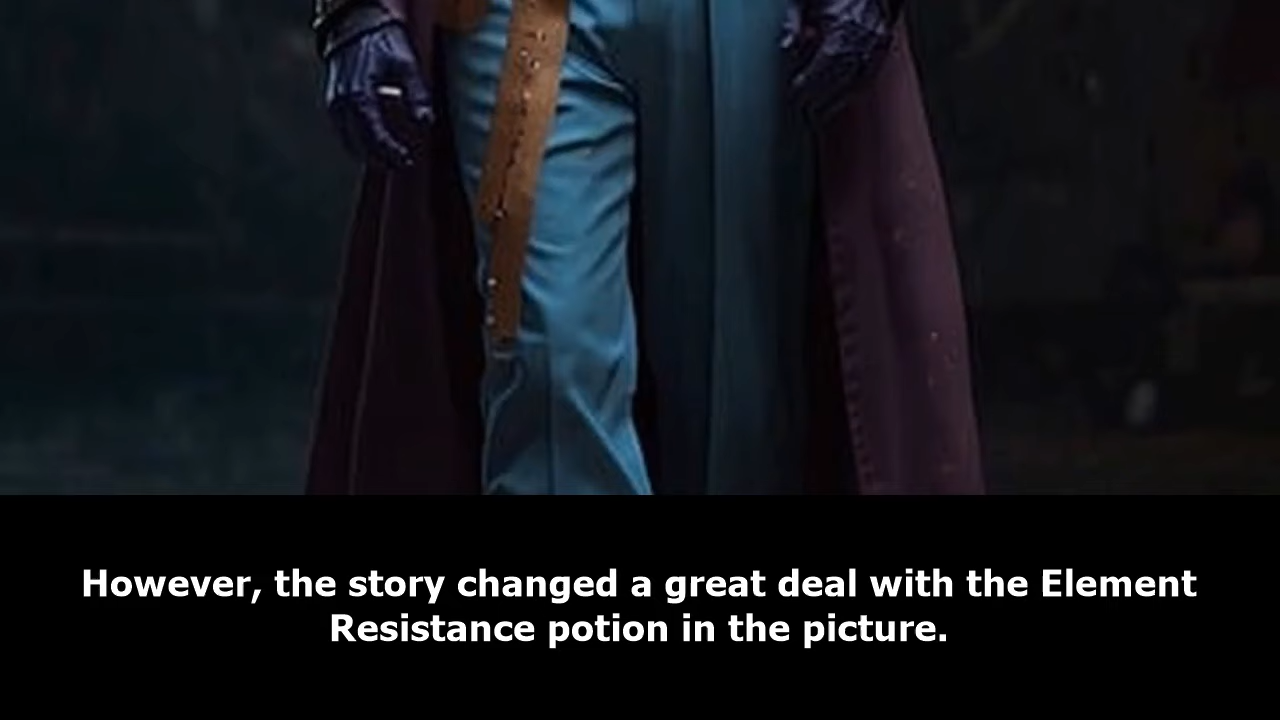 However, the story changed a great deal with the Element
Resistance potion in the picture.